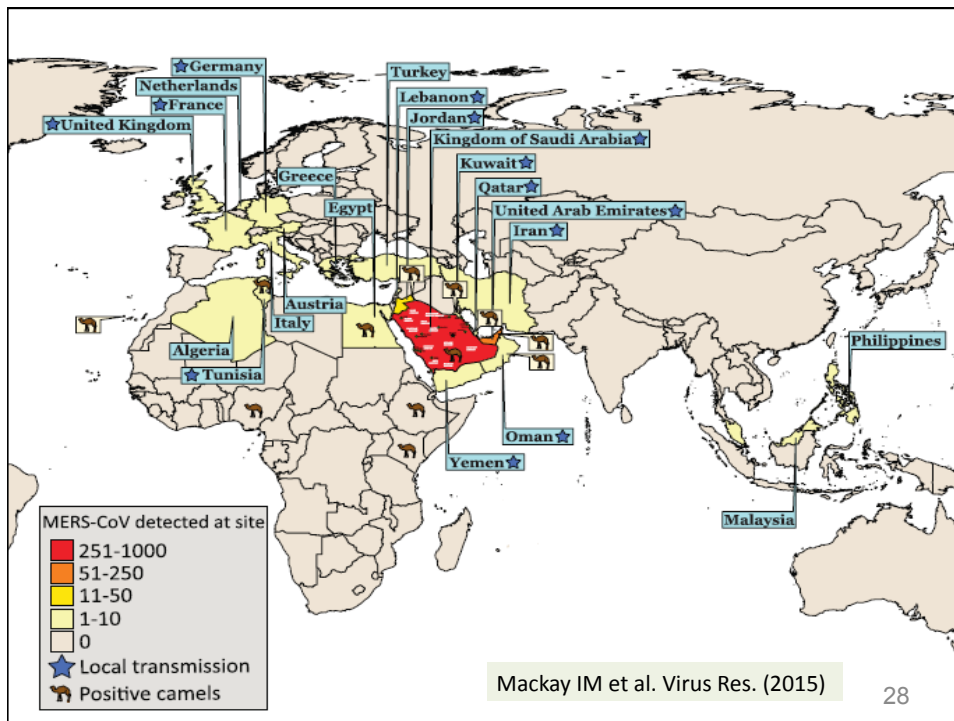 ★Germany
Turkey
Netherlands
Lebanon★
★France
Jordan★
★United Kingdom
Kingdom of Saudi Arabia★
Kuwait★
Greece
Qatar★
Egypt
United Arab Emirates★
Iran★
Austria
Italy
Algeria
★Tunisia
Philippines
Oman★
Yemen★
Malaysia
MERS-CoV detected at site
251-1000
51-250
11-50
1-10
0
Local transmission
Positive camels
Mackay IM et al. Virus Res. (2015)
28